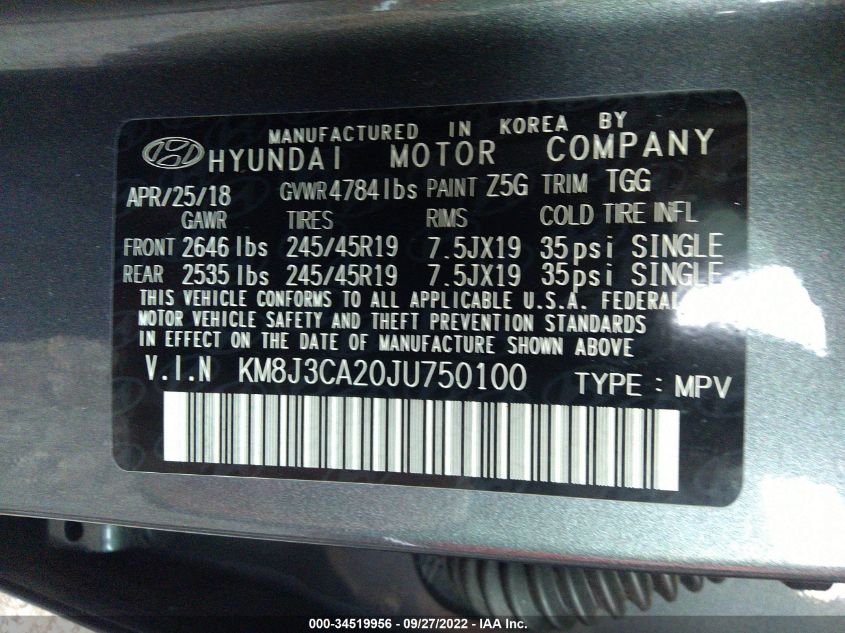 MANUFACTURED IN KOREA BY
HYUNDAI MOTOR COMPANY
APR/25/18 GVWR 4784 lbs PAINT Z5G TRIM TGG
GAWR TIRES RIMS COLD TIRE INFL
FRONT 2646 lbs 245/45R19 7.5JX19 35psi SINGLE
REAR 2535 lbs 245/45R19 7.5JX19 35psi SINGLE
THIS VEHICLE CONFORMS TO ALL APPLICABLE U.S.A. FEDERAL
MOTOR VEHICLE SAFETY AND THEFT PREVENTION STANDARDS
IN EFFECT ON THE DATE OF MANUFACTURE SHOWN ABOVE
V.I.N KM8J3CA20JU750100 TYPE : MPV
000-34519956 - 09/27/2022 - IAA Inc.